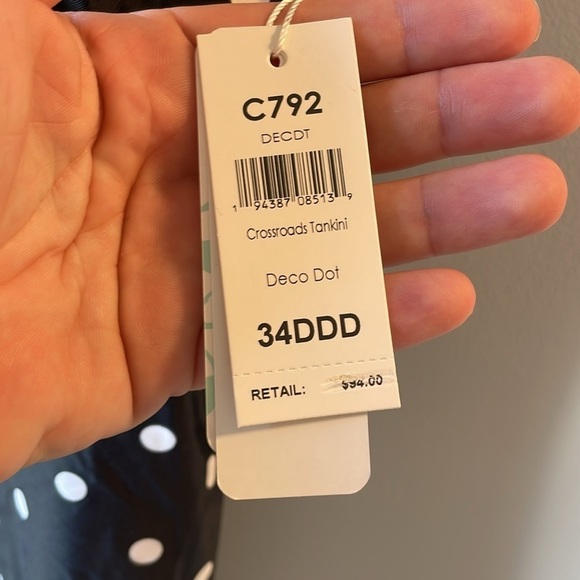 C792
DECDT
1 94387 08513 9
Crossroads Tankini
Deco Dot
34DDD
RETAIL: $94.00